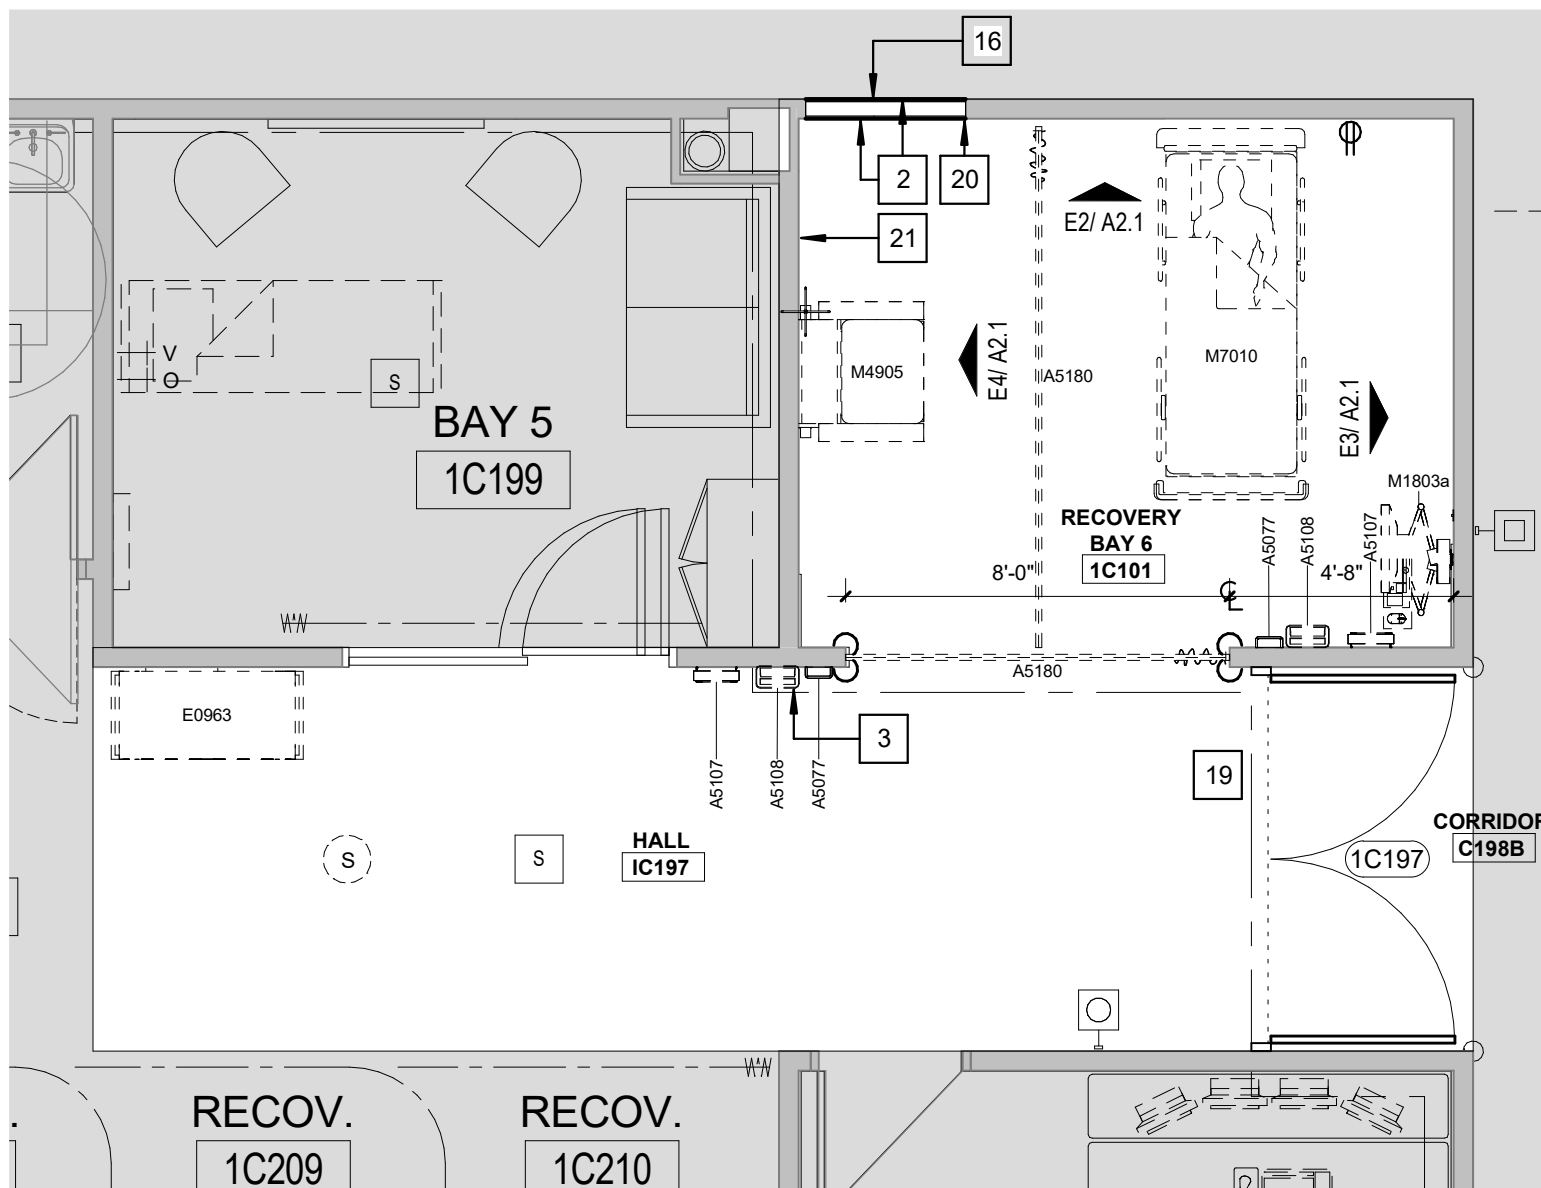 16
2
20
21
E2/ A2.1
V
O
S
BAY 5
1C199
M4905
E4/ A2.1
A5180
M7010
E3/ A2.1
M1803a
RECOVERY
BAY 6
1C101
8'-0"
CL
4'-8"
A5077
A5108
A5107
A5180
E0963
3
A5107
A5108
A5077
19
S
S
HALL
IC197
1C197
CORRIDOR
C198B
RECOV.
1C209
RECOV.
1C210